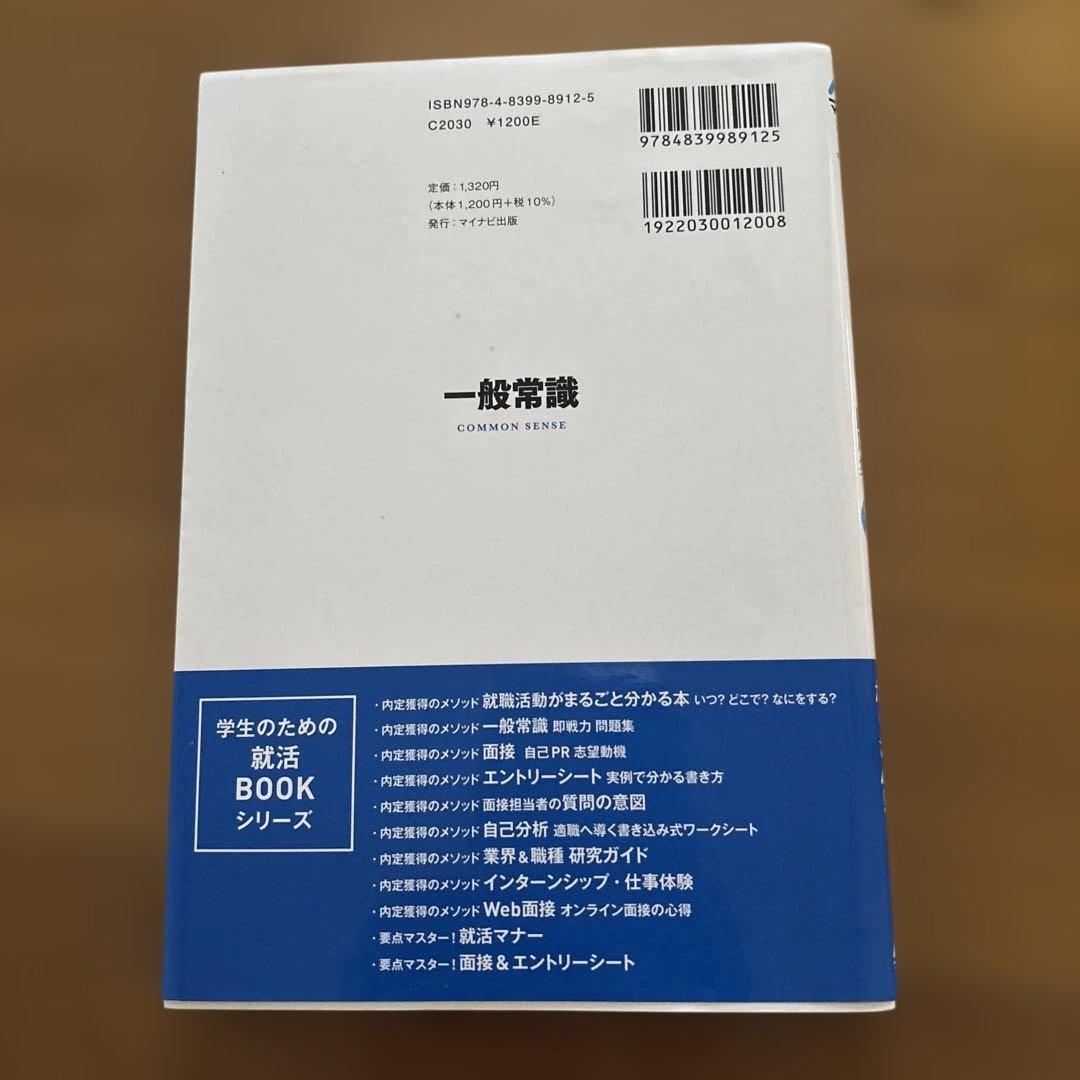 ISBN978-4-8399-8912-5
C2030 ¥1200E
9784839989125
定価：1,320円
（本体1,200円＋税10%）
発行：マイナビ出版
1922030012008
一般常識
COMMON SENSE
学生のための
就活
BOOK
シリーズ
・内定獲得のメソッド 就職活動がまるごと分かる本 いつ？どこで？なにをする？
・内定獲得のメソッド 一般常識 即戦力 問題集
・内定獲得のメソッド 面接 自己PR 志望動機
・内定獲得のメソッド エントリーシート 実例で分かる書き方
・内定獲得のメソッド 面接担当者の質問の意図
・内定獲得のメソッド 自己分析 適職へ導く書き込み式ワークシート
・内定獲得のメソッド 業界＆職種 研究ガイド
・内定獲得のメソッド インターンシップ・仕事体験
・内定獲得のメソッド Web面接 オンライン面接の心得
・要点マスター！就活マナー
・要点マスター！面接＆エントリーシート